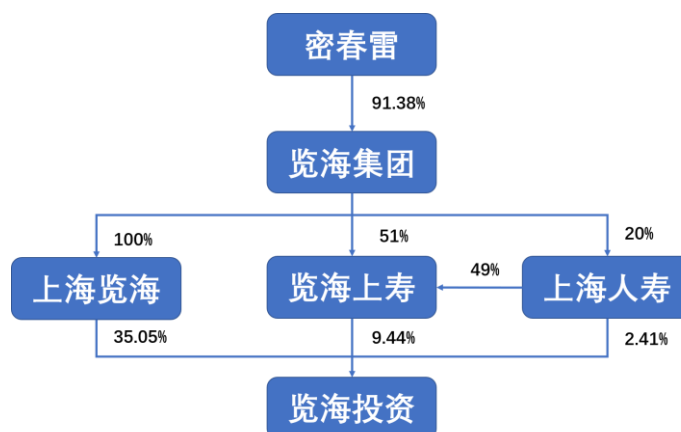 密春雷
91.38%
览海集团
100%
51%
20%
上海览海
览海上寿
49%
上海人寿
35.05%
9.44%
2.41%
览海投资